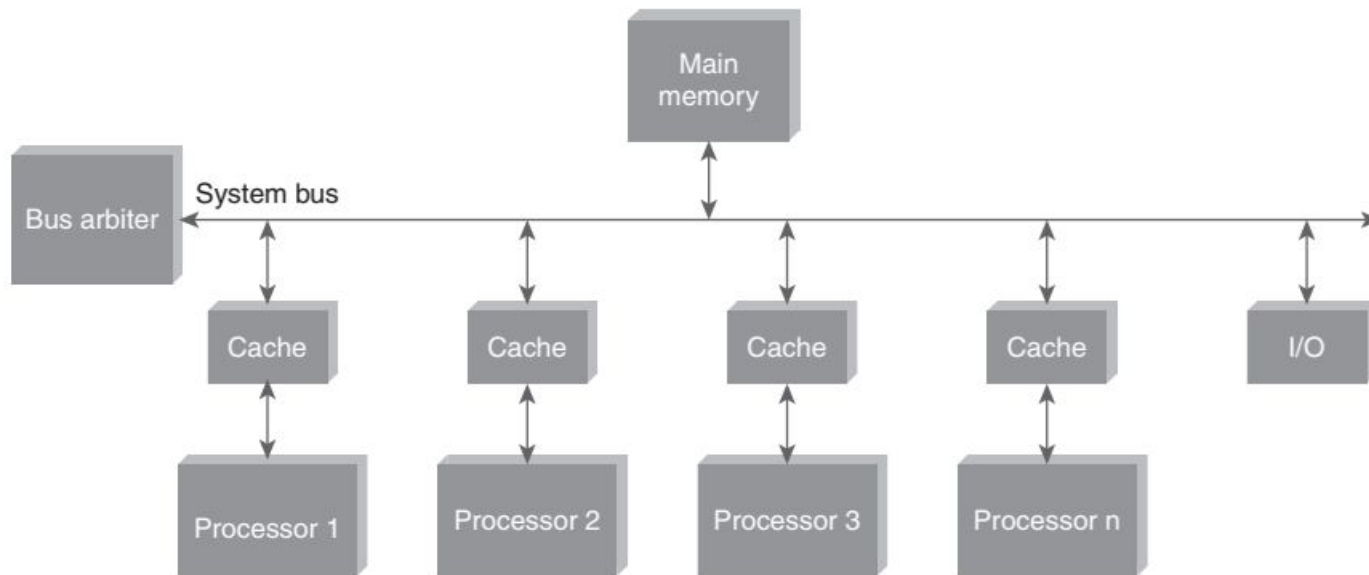 Main
memory
System bus
Bus arbiter
Cache
Cache
Cache
Cache
I/O
Processor 1
Processor 2
Processor 3
Processor n